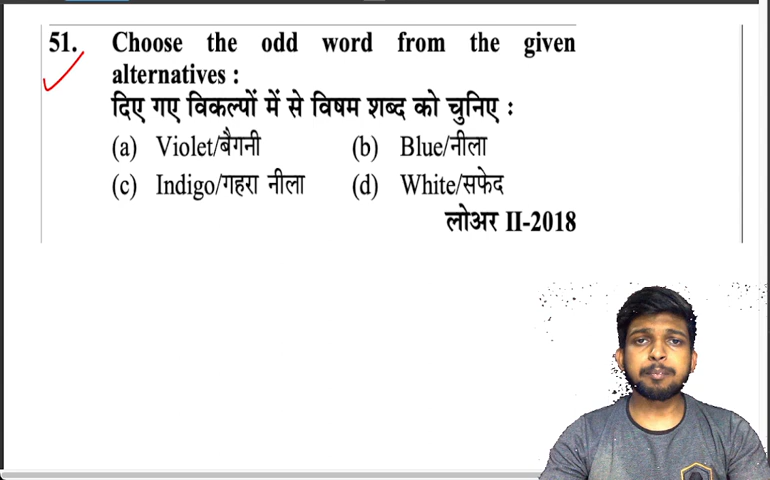 51. Choose the odd word from the given
alternatives :
दिए गए विकल्पों में से विषम शब्द को चुनिए :
(a) Violet/बैगनी (b) Blue/नीला
(c) Indigo/गहरा नीला (d) White/सफेद
लोअर II-2018